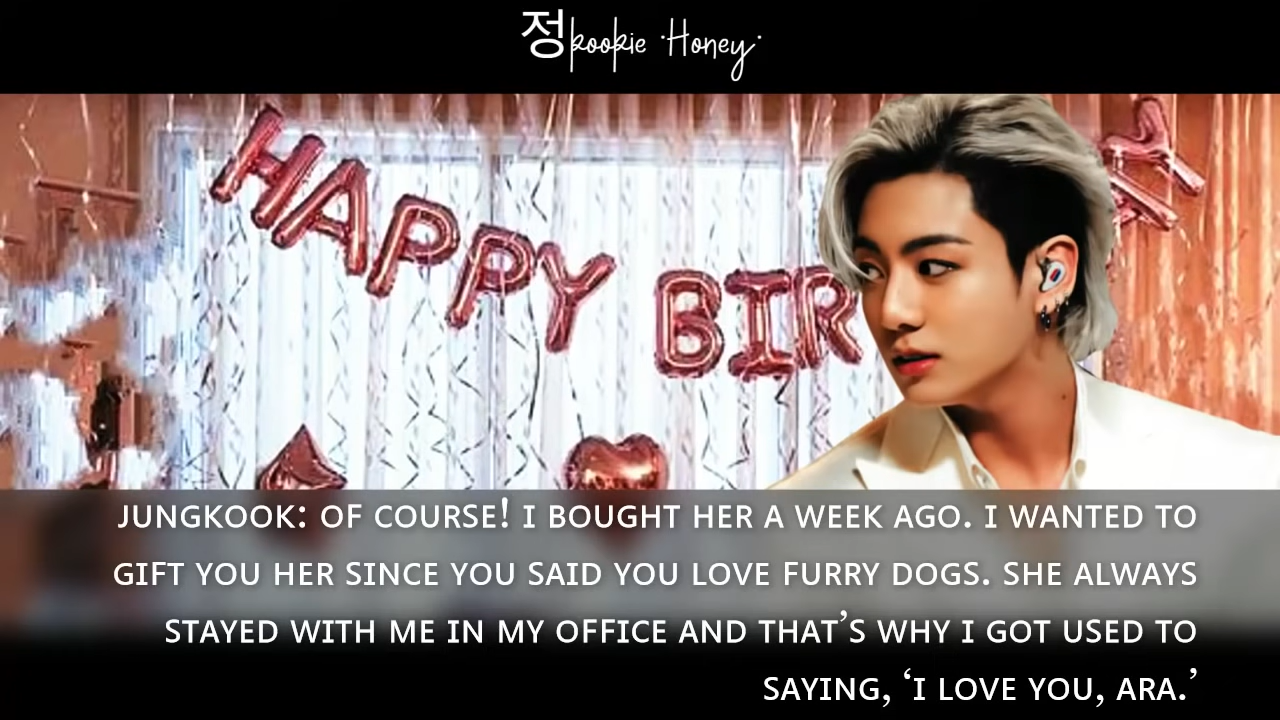 정kookie ·Honey·
HAPPY BIR
Y
JUNGKOOK: OF COURSE! I BOUGHT HER A WEEK AGO. I WANTED TO
GIFT YOU HER SINCE YOU SAID YOU LOVE FURRY DOGS. SHE ALWAYS
STAYED WITH ME IN MY OFFICE AND THAT’S WHY I GOT USED TO
SAYING, ‘I LOVE YOU, ARA.’